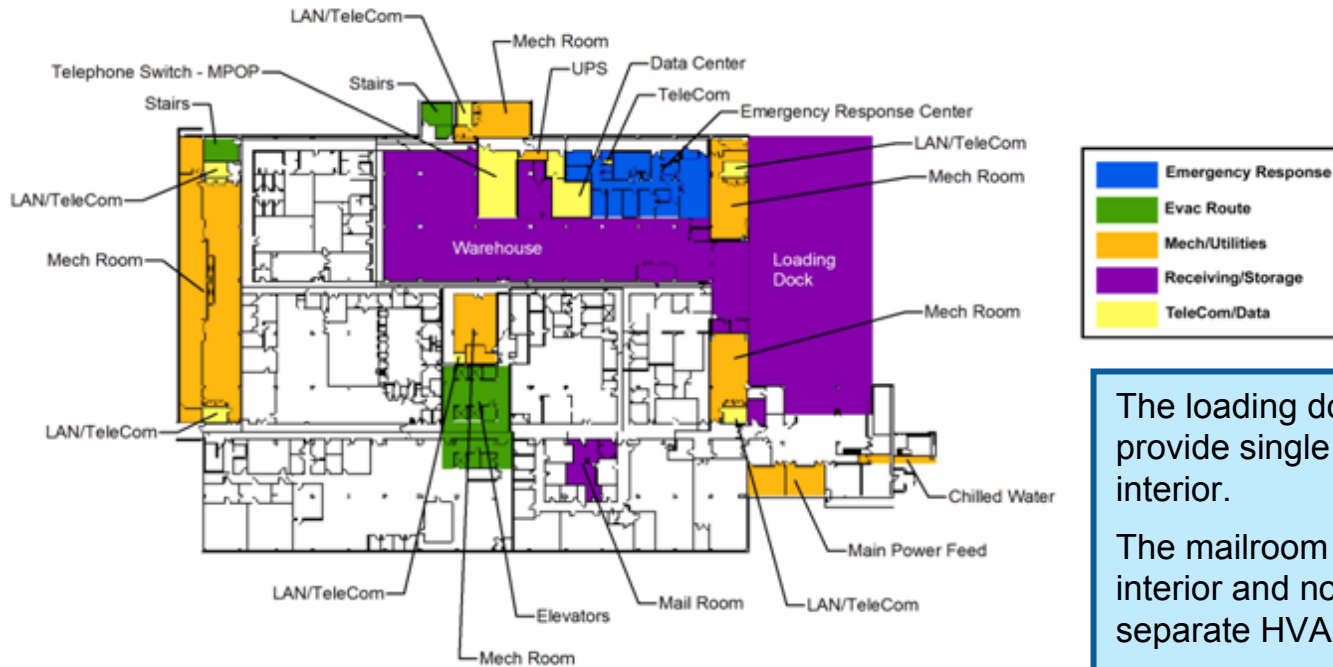 LAN/TeleCom
Mech Room
Telephone Switch - MPOP
UPS
Data Center
Stairs
TeleCom
Stairs
Emergency Response Center
LAN/TeleCom
LAN/TeleCom
Mech Room
Warehouse
Mech Room
Loading
Dock
Mech Room
LAN/TeleCom
Chilled Water
Main Power Feed
LAN/TeleCom
Mail Room
LAN/TeleCom
Elevators
Mech Room
Emergency Response
Evac Route
Mech/Utilities
Receiving/Storage
TeleCom/Data
The loading do
provide single
interior.
The mailroom
interior and no
separate HVA